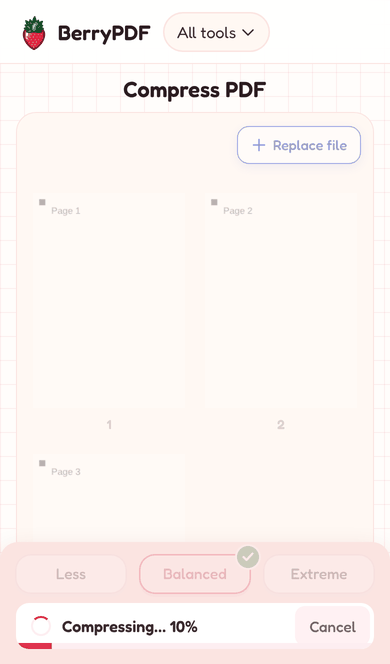 BerryPDF
All tools
Compress PDF
Replace file
Page 1
Page 2
1
2
Page 3
Less
Balanced
Extreme
Compressing... 10%
Cancel